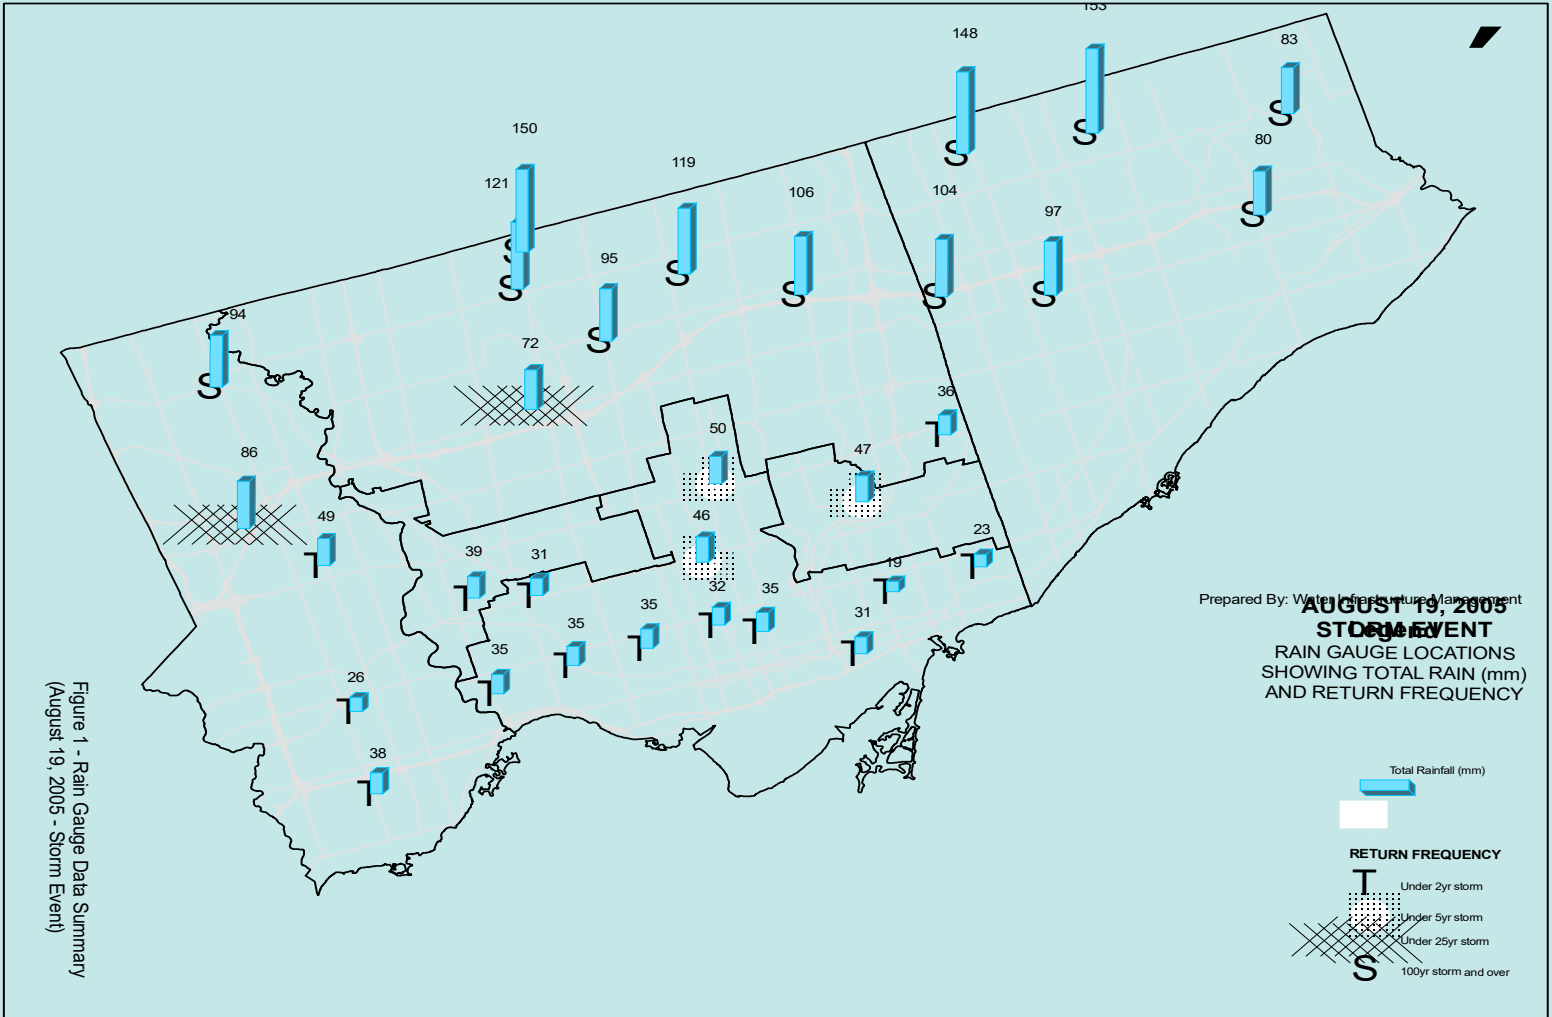 153
148
83
150
80
119
121
106
104
97
95
94
72
36
50
47
86
46
49
23
39
31
19
32
35
35
31
35
35
26
38
S
S
S
S
S
S
S
S
S
S
S
S
S
T
T
T
T
T
T
T
T
T
T
T
T
T
T
Prepared By: Water Infrastructure Management
AUGUST 19, 2005
STORM EVENT
Legend
RAIN GAUGE LOCATIONS
SHOWING TOTAL RAIN (mm)
AND RETURN FREQUENCY
Total Rainfall (mm)
RETURN FREQUENCY
T Under 2yr storm
Under 5yr storm
Under 25yr storm
S 100yr storm and over
Figure 1 - Rain Gauge Data Summary
(August 19, 2005 - Storm Event)